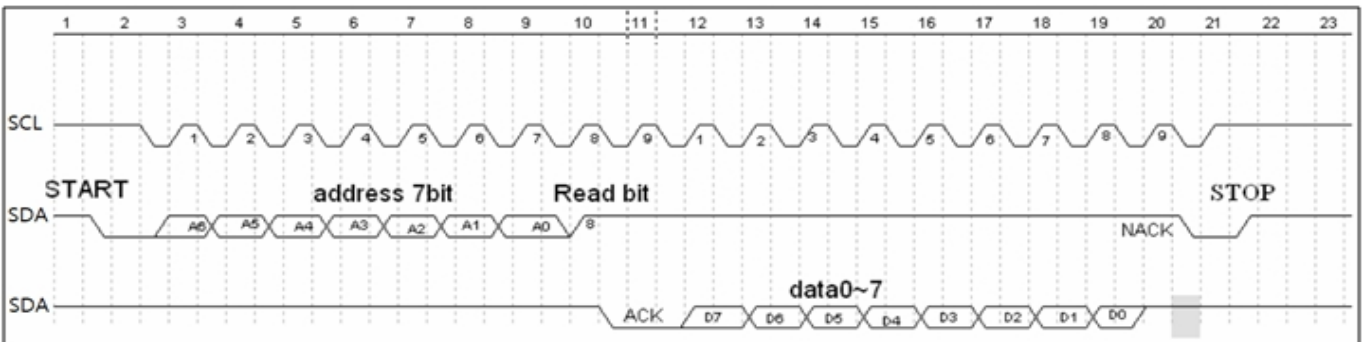 1 2 3 4 5 6 7 8 9 10 11 12 13 14 15 16 17 18 19 20 21 22 23
SCL 1 2 3 4 5 6 7 8 9 1 2 3 4 5 6 7 8 9
START address 7bit Read bit STOP
SDA A6 A5 A4 A3 A2 A1 A0 8 NACK
data0~7
SDA ACK D7 D6 D5 D4 D3 D2 D1 D0